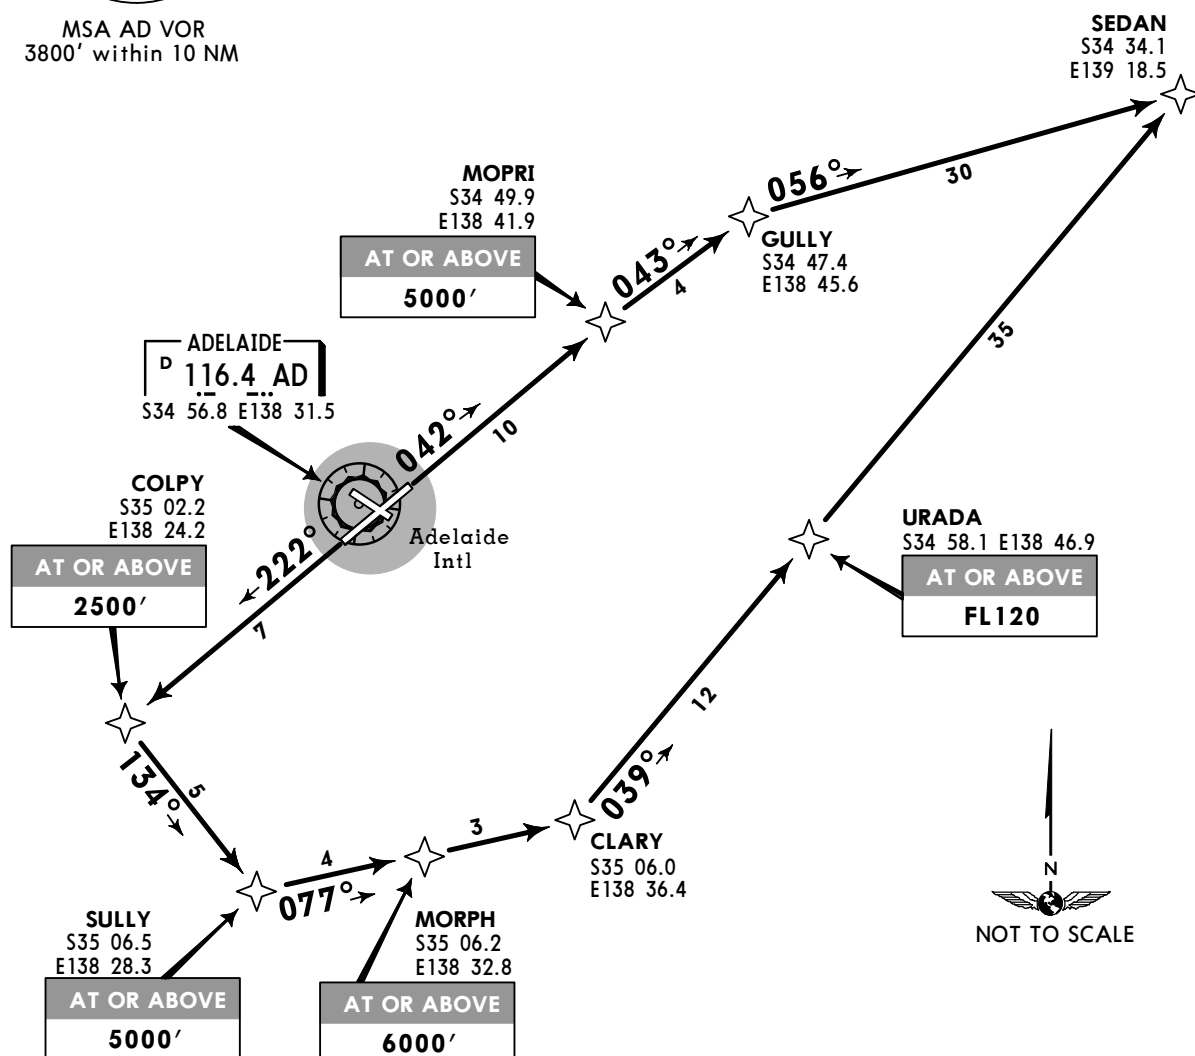 MSA AD VOR
3800' within 10 NM
SEDAN
S34 34.1
E139 18.5
MOPRI
S34 49.9
E138 41.9
AT OR ABOVE
5000'
056°
30
GULLY
S34 47.4
E138 45.6
043°
4
ADELAIDE
D 116.4 AD
S34 56.8 E138 31.5
042°
10
35
COLPY
S35 02.2
E138 24.2
AT OR ABOVE
2500'
Adelaide
Intl
222°
7
URADA
S34 58.1 E138 46.9
AT OR ABOVE
FL120
134°
5
12
039°
CLARY
S35 06.0
E138 36.4
3
4
077°
SULLY
S35 06.5
E138 28.3
AT OR ABOVE
5000'
MORPH
S35 06.2
E138 32.8
AT OR ABOVE
6000'
N
NOT TO SCALE